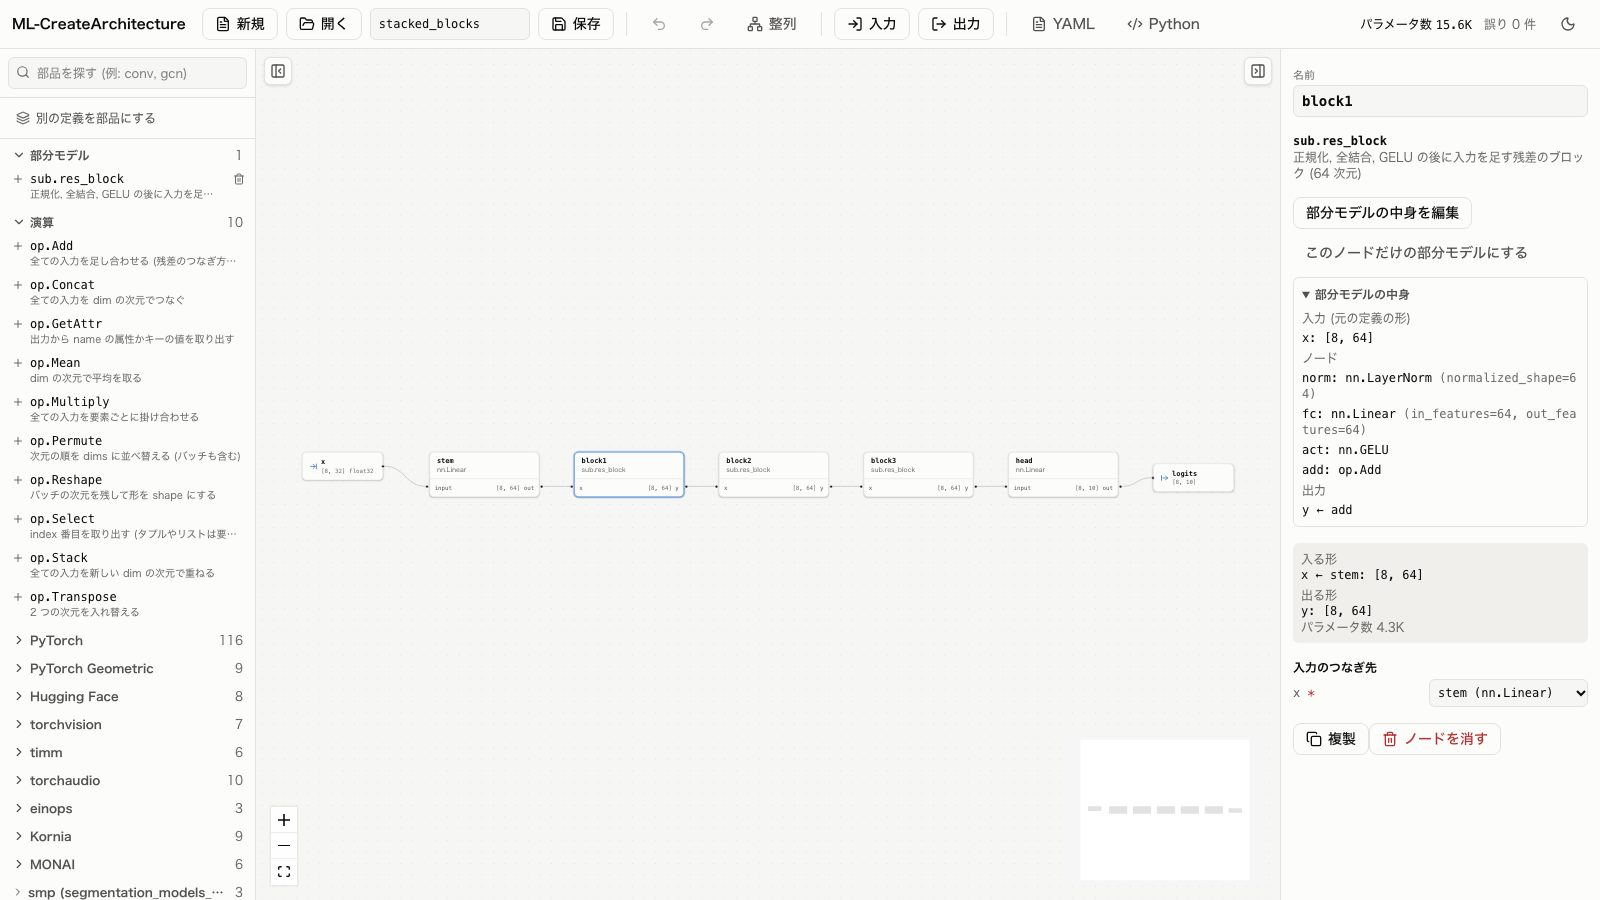 ML-CreateArchitecture
新規
開く
stacked_blocks
保存
整列
入力
出力
YAML
Python
パラメータ数 15.6K
誤り 0 件
部品を探す (例: conv, gcn)
別の定義を部品にする
部分モデル 1
sub.res_block
正規化, 全結合, GELU の後に入力を足…
演算 10
op.Add
全ての入力を足し合わせる (残差のつなぎ方…
op.Concat
全ての入力を dim の次元でつなぐ
op.GetAttr
出力から name の属性かキーの値を取り出す
op.Mean
dim の次元で平均を取る
op.Multiply
全ての入力を要素ごとに掛け合わせる
op.Permute
次元の順を dims に並べ替える (バッチも含む)
op.Reshape
バッチの次元を残して形を shape にする
op.Select
index 番目を取り出す (タプルやリストは要…
op.Stack
全ての入力を新しい dim の次元で重ねる
op.Transpose
2 つの次元を入れ替える
PyTorch 116
PyTorch Geometric 9
Hugging Face 8
torchvision 7
timm 6
torchaudio 10
einops 3
Kornia 9
MONAI 6
smp (segmentation_models_… 3
x
[8, 32] float32
stem
nn.Linear
input [8, 64] out
block1
sub.res_block
x [8, 64] y
block2
sub.res_block
x [8, 64] y
block3
sub.res_block
x [8, 64] y
head
nn.Linear
input [8, 10] out
logits
[8, 10]
名前
block1
sub.res_block
正規化, 全結合, GELU の後に入力を足す残差のブロッ
ク (64 次元)
部分モデルの中身を編集
このノードだけの部分モデルにする
▼ 部分モデルの中身
入力 (元の定義の形)
x: [8, 64]
ノード
norm: nn.LayerNorm (normalized_shape=6
4)
fc: nn.Linear (in_features=64, out_fea
tures=64)
act: nn.GELU
add: op.Add
出力
y ← add
入る形
x ← stem: [8, 64]
出る形
y: [8, 64]
パラメータ数 4.3K
入力のつなぎ先
x *
stem (nn.Linear)
複製
ノードを消す